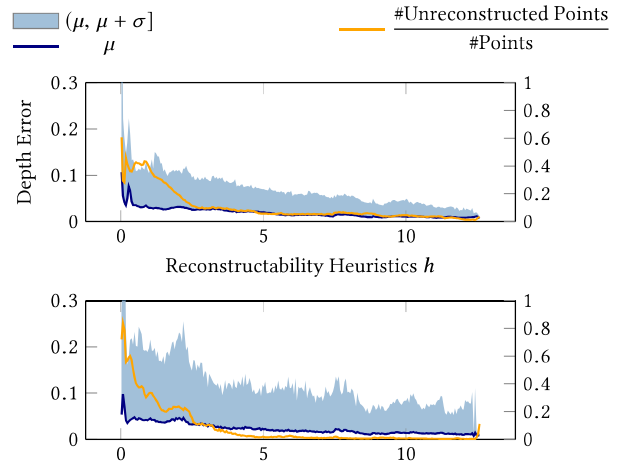 (μ, μ + σ]
μ
#Unreconstructed Points
#Points
0.3
0.2
0.1
0
Depth Error
1
0.8
0.6
0.4
0.2
0
0 5 10
Reconstructability Heuristics h
0.3
0.2
0.1
0
1
0.8
0.6
0.4
0.2
0
0 5 10